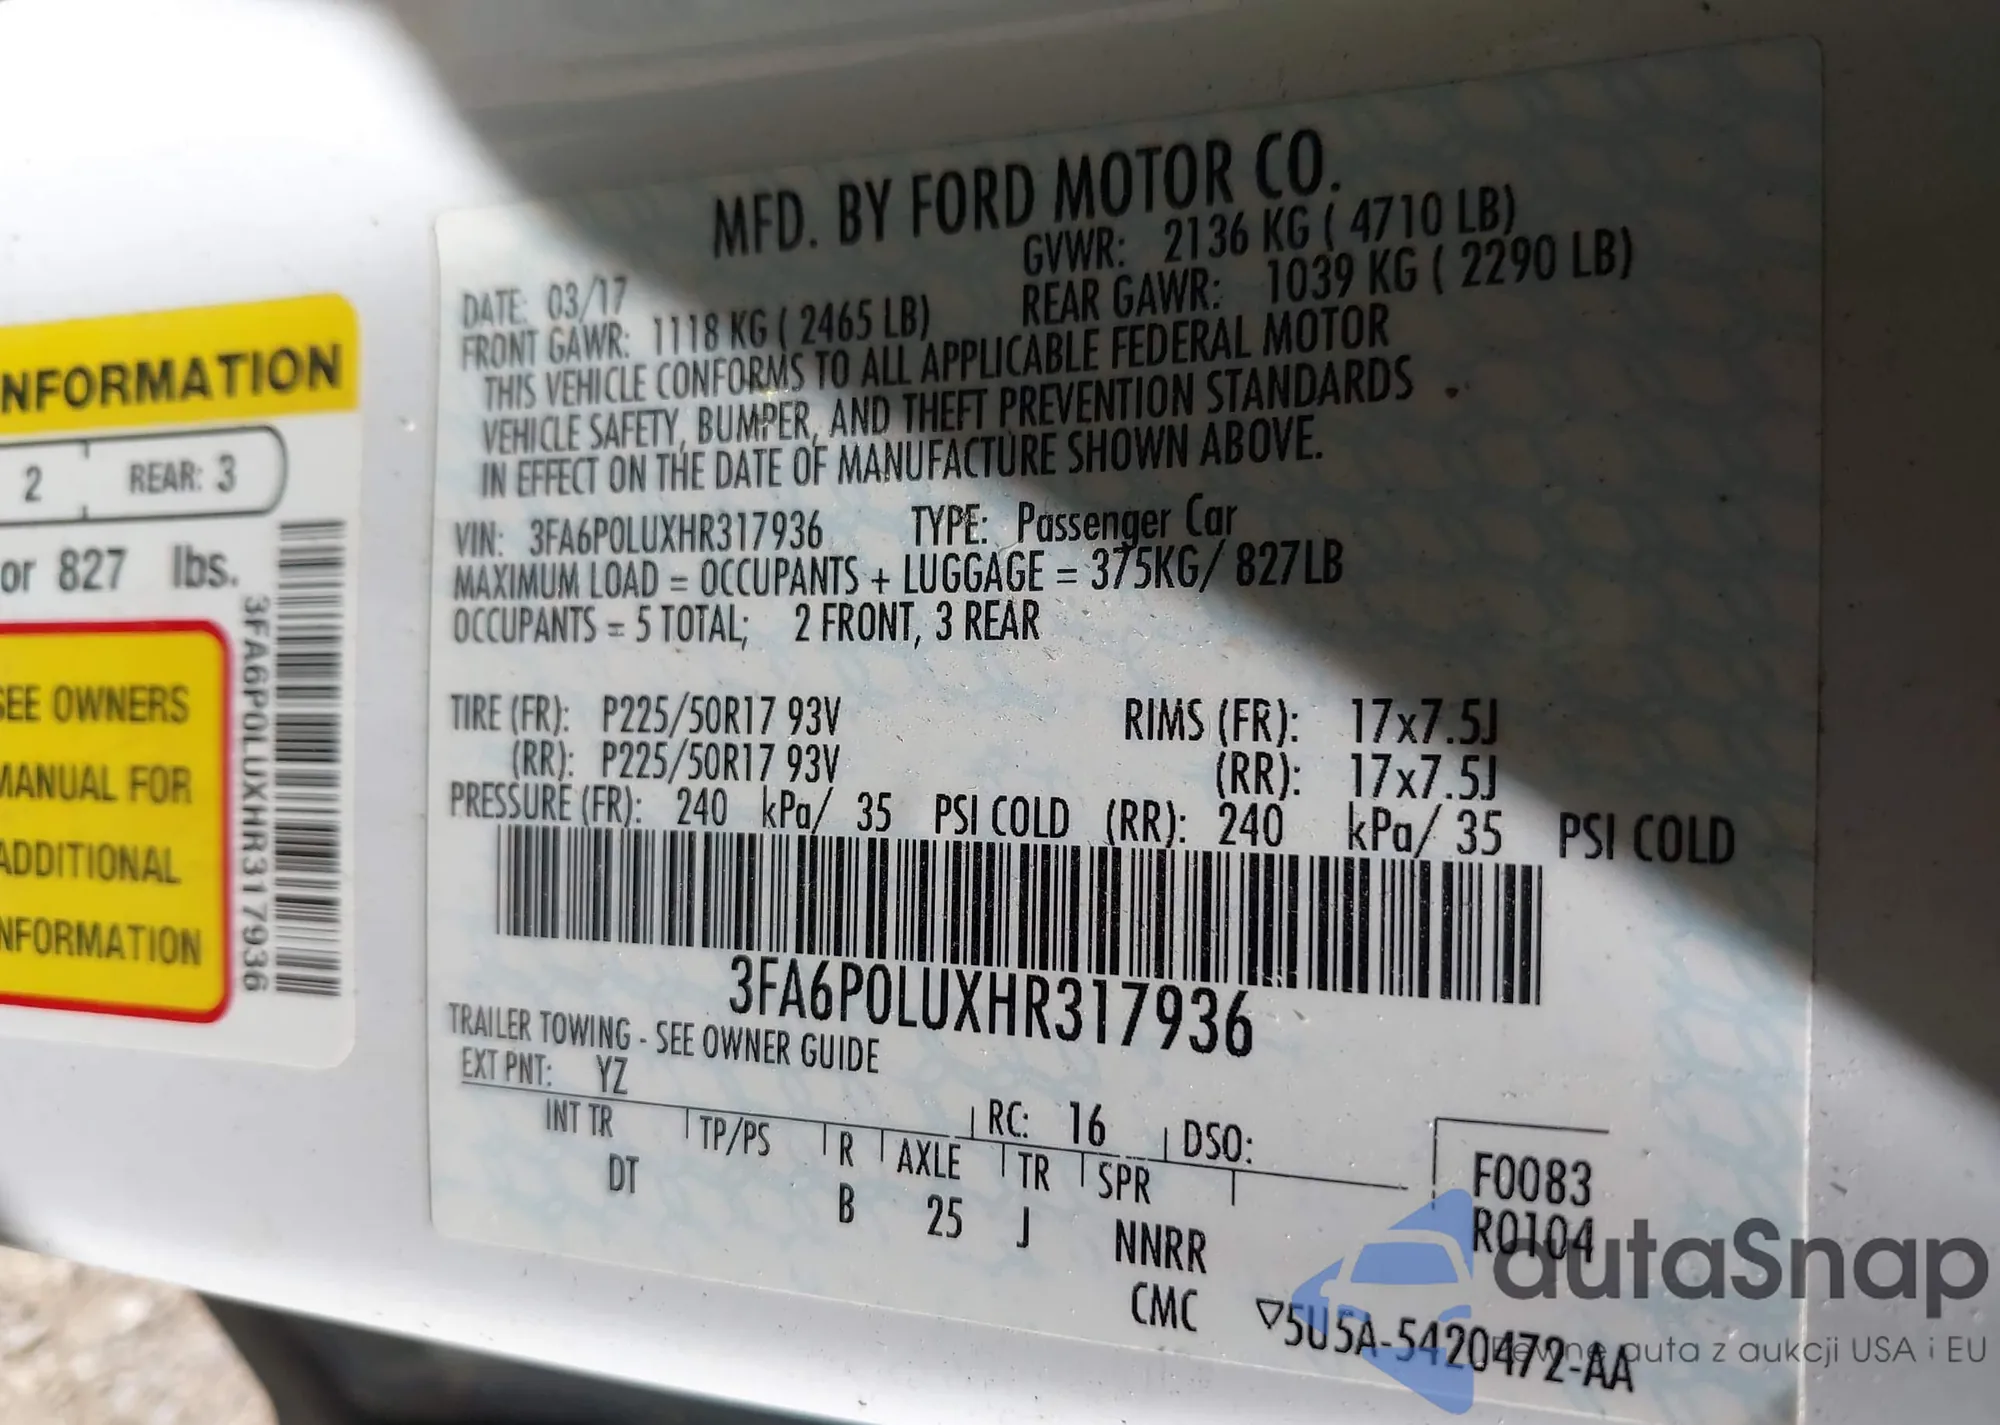 NFORMATION
2 REAR: 3
or 827 lbs.
SEE OWNERS
MANUAL FOR
ADDITIONAL
INFORMATION
3FA6P0LUXHR317936
MFD. BY FORD MOTOR CO.
DATE: 03/17 GVWR: 2136 KG ( 4710 LB)
FRONT GAWR: 1118 KG ( 2465 LB) REAR GAWR: 1039 KG ( 2290 LB)
THIS VEHICLE CONFORMS TO ALL APPLICABLE FEDERAL MOTOR
VEHICLE SAFETY, BUMPER, AND THEFT PREVENTION STANDARDS
IN EFFECT ON THE DATE OF MANUFACTURE SHOWN ABOVE.
VIN: 3FA6P0LUXHR317936 TYPE: Passenger Car
MAXIMUM LOAD = OCCUPANTS + LUGGAGE = 375KG/ 827LB
OCCUPANTS = 5 TOTAL; 2 FRONT, 3 REAR
TIRE (FR): P225/50R17 93V RIMS (FR): 17x7.5J
(RR): P225/50R17 93V (RR): 17x7.5J
PRESSURE (FR): 240 kPa/ 35 PSI COLD (RR): 240 kPa/ 35 PSI COLD
3FA6P0LUXHR317936
TRAILER TOWING - SEE OWNER GUIDE
EXT PNT: YZ RC: 16 DSO:
INT TR TP/PS R AXLE TR SPR
DT B 25 J NNRR
CMC
F0083
R0104
▽5U5A-5420472-AA
autaSnap
Pewne auta z aukcji USA i EU